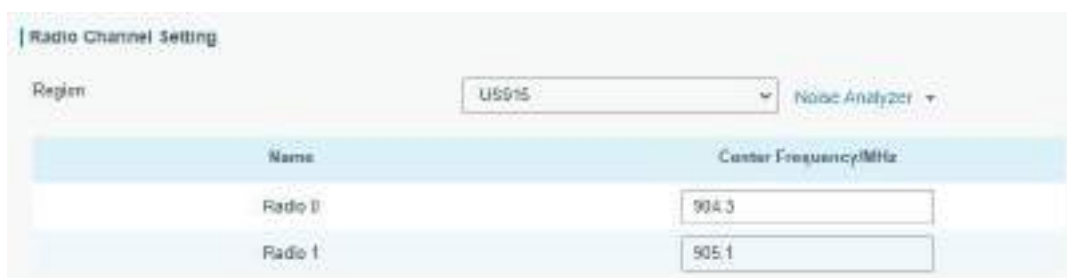 Radio Channel Setting
Region US915 Noise Analyzer
Name Center Frequency/MHz
Radio 0 904.3
Radio 1 905.1